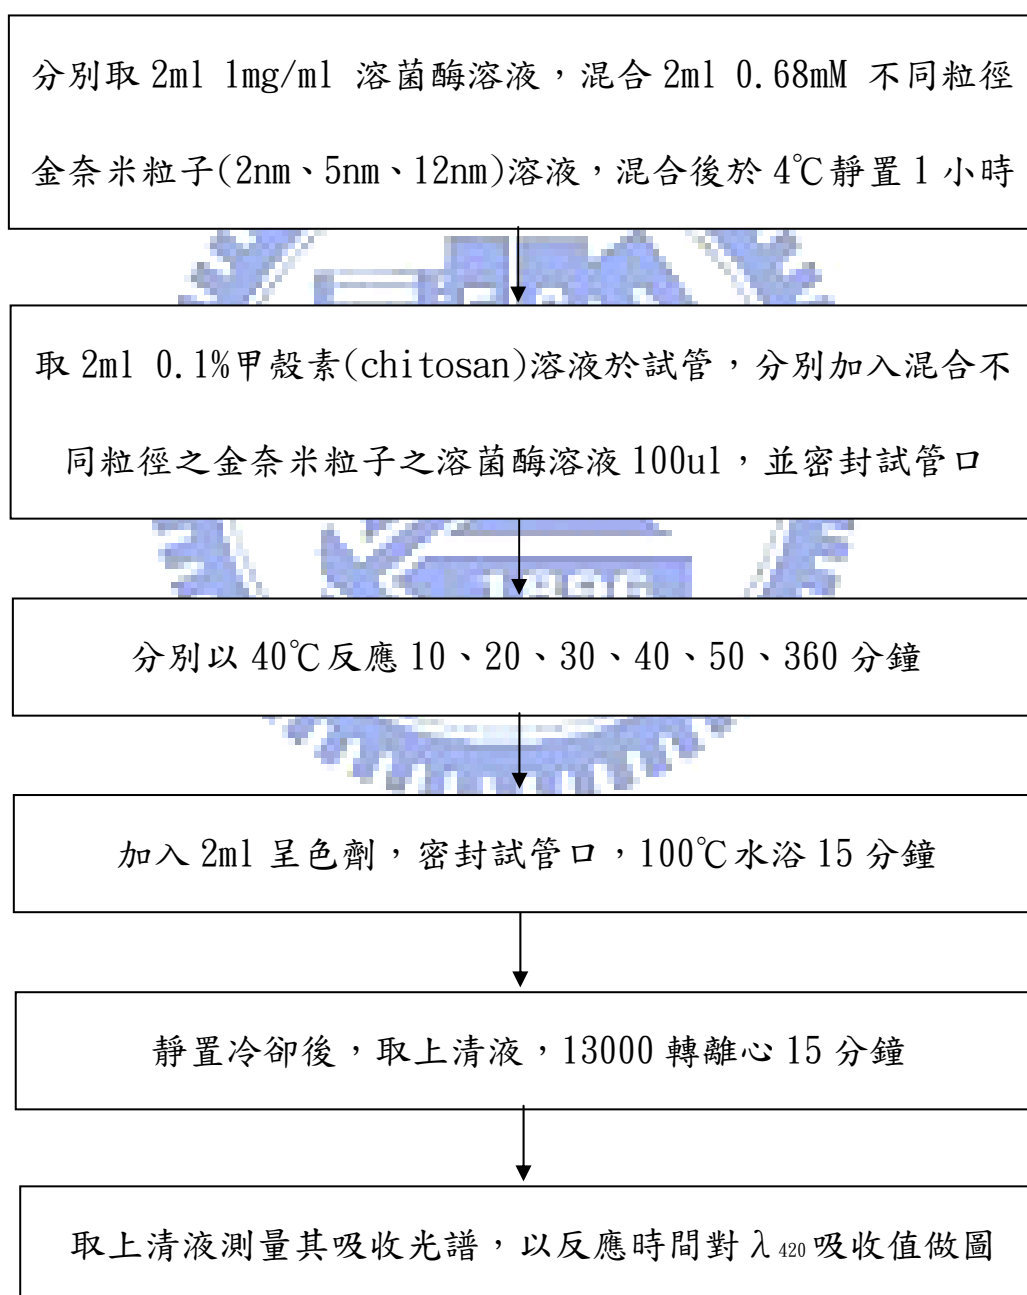 分別取 2ml 1mg/ml 溶菌酶溶液，混合 2ml 0.68mM 不同粒徑
金奈米粒子(2nm、5nm、12nm)溶液，混合後於 4℃靜置 1 小時
取 2ml 0.1%甲殼素(chitosan)溶液於試管，分別加入混合不
同粒徑之金奈米粒子之溶菌酶溶液 100ul，並密封試管口
1896
分別以 40℃反應 10、20、30、40、50、360 分鐘
加入 2ml 呈色劑，密封試管口，100℃水浴 15 分鐘
靜置冷卻後，取上清液，13000 轉離心 15 分鐘
取上清液測量其吸收光譜，以反應時間對 λ420 吸收值做圖